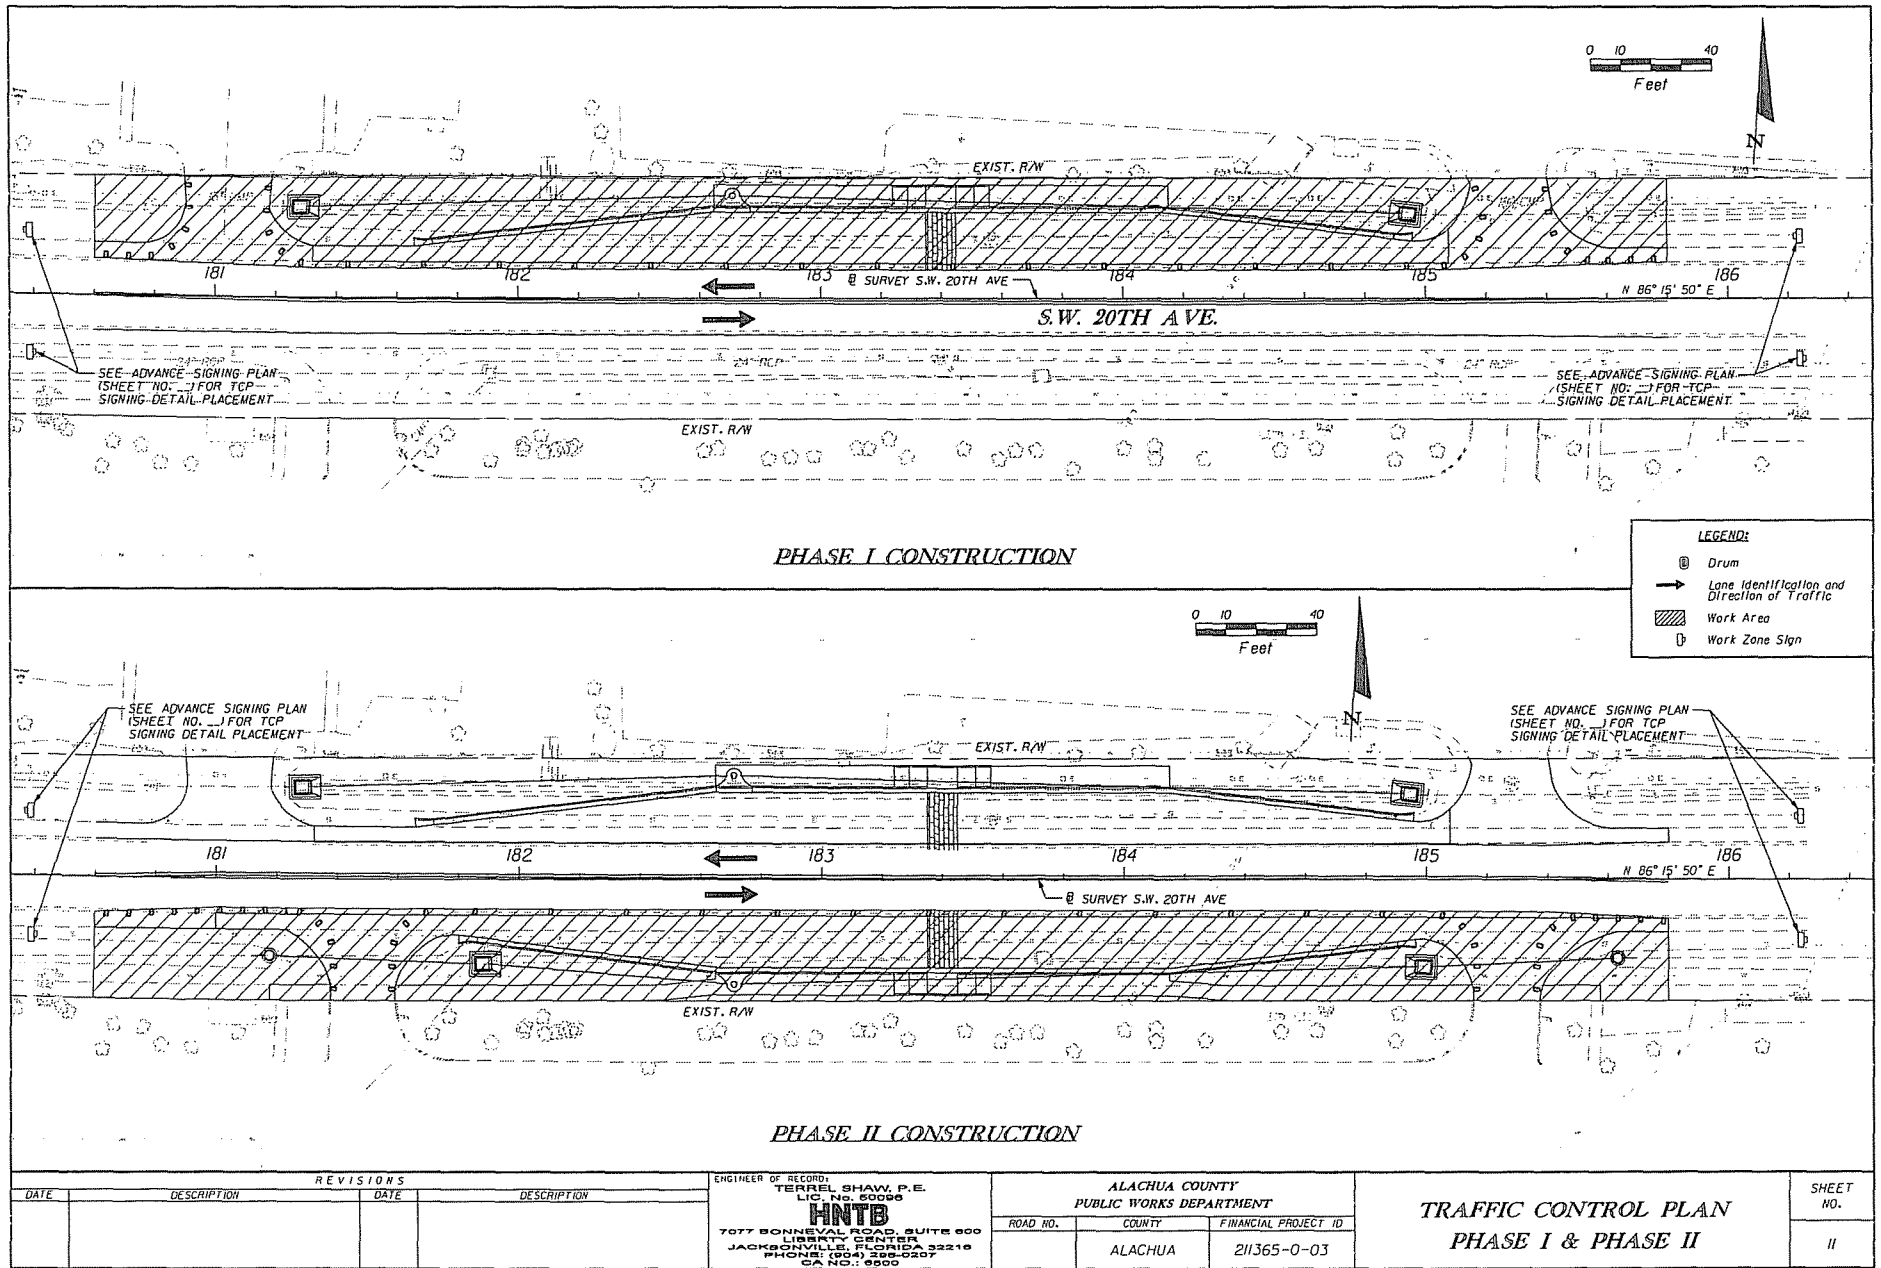 0 10 40
Feet
N
EXIST. R/W
181 182 183 184 185 186
℄ SURVEY S.W. 20TH AVE
N 86° 15' 50" E
S.W. 20TH AVE.
24" RCP
24" RCP
24" RCP
SEE ADVANCE SIGNING PLAN
(SHEET NO. __) FOR TCP
SIGNING DETAIL PLACEMENT
SEE ADVANCE SIGNING PLAN
(SHEET NO. __) FOR TCP
SIGNING DETAIL PLACEMENT
EXIST. R/W
PHASE I CONSTRUCTION
LEGEND:
Drum
Lane Identification and
Direction of Traffic
Work Area
Work Zone Sign
0 10 40
Feet
N
SEE ADVANCE SIGNING PLAN
(SHEET NO. __) FOR TCP
SIGNING DETAIL PLACEMENT
SEE ADVANCE SIGNING PLAN
(SHEET NO. __) FOR TCP
SIGNING DETAIL PLACEMENT
EXIST. R/W
181 182 183 184 185 186
N 86° 15' 50" E
℄ SURVEY S.W. 20TH AVE
EXIST. R/W
PHASE II CONSTRUCTION
REVISIONS
DATE DESCRIPTION DATE DESCRIPTION
ENGINEER OF RECORD:
TERREL SHAW, P.E.
LIC. No. 50096
HNTB
7077 BONNEVAL ROAD, SUITE 600
LIBERTY CENTER
JACKSONVILLE, FLORIDA 32216
PHONE: (904) 296-0207
CA NO.: 6500
ALACHUA COUNTY
PUBLIC WORKS DEPARTMENT
ROAD NO. COUNTY FINANCIAL PROJECT ID
ALACHUA 211365-0-03
TRAFFIC CONTROL PLAN
PHASE I & PHASE II
SHEET
NO.
11